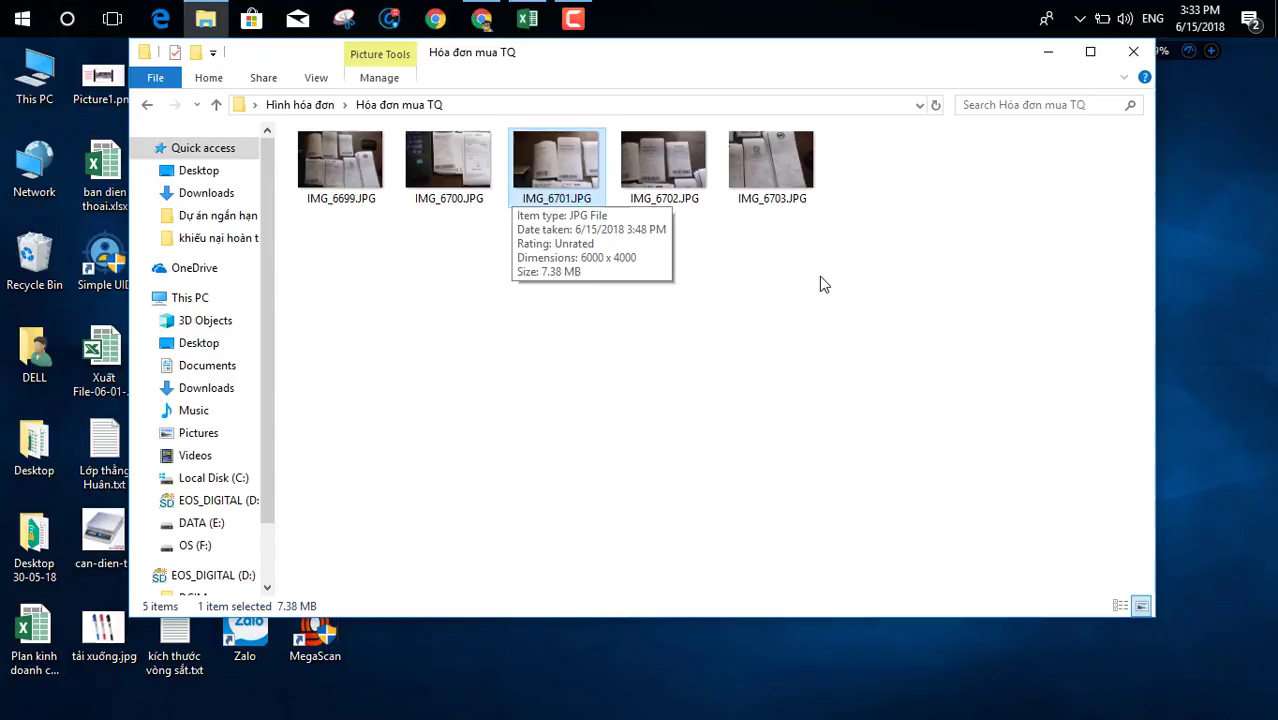 3:33 PM
ENG
6/15/2018
2
Hóa đơn mua TQ
Picture Tools
9%
File
Home
Share
View
Manage
Hình hóa đơn
Hóa đơn mua TQ
Search Hóa đơn mua TQ
This PC
Picture1.pn
Network
ban dien thoai.xlsx
Recycle Bin
Simple UID
DELL
Xuất
File-06-01-..
Desktop
Lớp thằng
Huân.txt
Desktop
30-05-18
can-dien-t
Plan kinh
doanh c...
tải xuống.jpg
kích thước
vòng sắt.txt
Zalo
MegaScan
Quick access
Desktop
Downloads
Dự án ngắn hạn
khiếu nại hoàn t
OneDrive
This PC
3D Objects
Desktop
Documents
Downloads
Music
Pictures
Videos
Local Disk (C:)
EOS_DIGITAL (D:
DATA (E:)
OS (F:)
EOS_DIGITAL (D:)
IMG_6699.JPG
IMG_6700.JPG
IMG_6701.JPG
IMG_6702.JPG
IMG_6703.JPG
Item type: JPG File
Date taken: 6/15/2018 3:48 PM
Rating: Unrated
Dimensions: 6000 x 4000
Size: 7.38 MB
5 items
1 item selected
7.38 MB